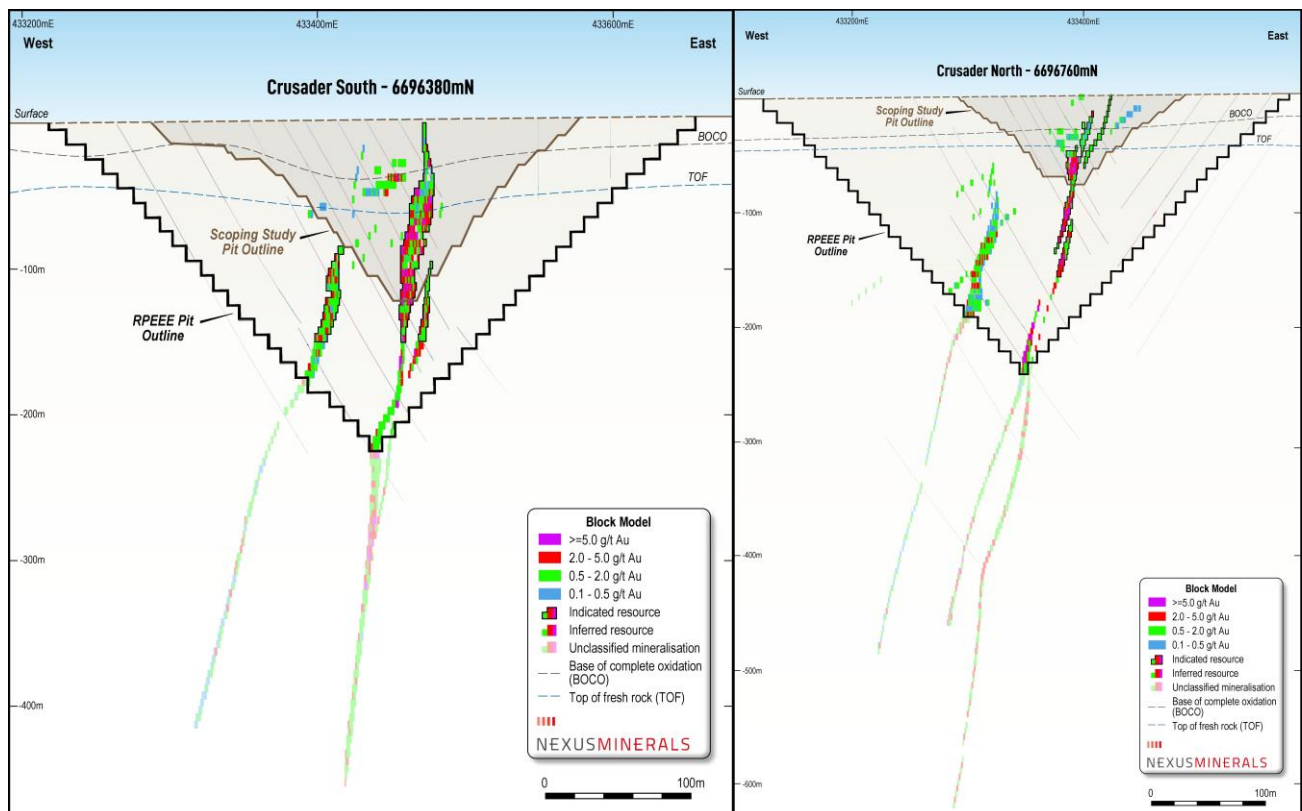 433200mE
433400mE
433600mE
West
East
Crusader South - 6696380mN
Surface
BOCO
TOF
Scoping Study
Pit Outline
-100m
RPEEE Pit
Outline
-200m
-300m
-400m
Block Model
>=5.0 g/t Au
2.0 - 5.0 g/t Au
0.5 - 2.0 g/t Au
0.1 - 0.5 g/t Au
Indicated resource
Inferred resource
Unclassified mineralisation
Base of complete oxidation
(BOCO)
Top of fresh rock (TOF)
NEXUSMINERALS
0
100m
433200mE
433400mE
West
East
Crusader North - 6696760mN
Surface
Scoping Study
Pit Outline
BOCO
TOF
-100m
RPEEE Pit
Outline
-200m
-300m
-400m
-500m
-600m
Block Model
>=5.0 g/t Au
2.0 - 5.0 g/t Au
0.5 - 2.0 g/t Au
0.1 - 0.5 g/t Au
Indicated resource
Inferred resource
Unclassified mineralisation
Base of complete oxidation
(BOCO)
Top of fresh rock (TOF)
NEXUSMINERALS
0
100m